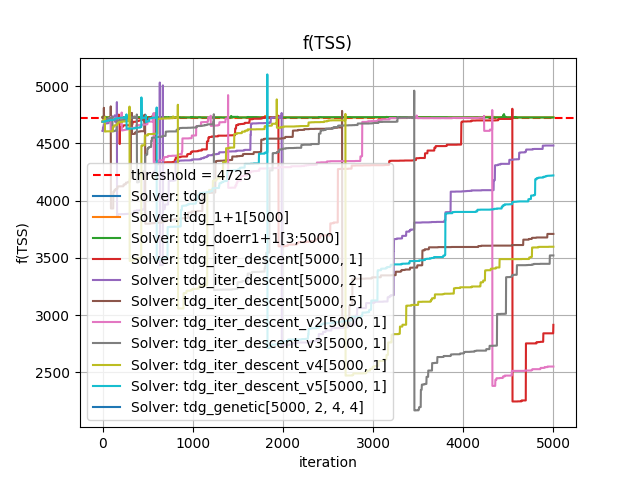 f(TSS)
5000
4500
4000
3500
3000
2500
f(TSS)
threshold = 4725
Solver: tdg
Solver: tdg_1+1[5000]
Solver: tdg_doerr1+1[3;5000]
Solver: tdg_iter_descent[5000, 1]
Solver: tdg_iter_descent[5000, 2]
Solver: tdg_iter_descent[5000, 5]
Solver: tdg_iter_descent_v2[5000, 1]
Solver: tdg_iter_descent_v3[5000, 1]
Solver: tdg_iter_descent_v4[5000, 1]
Solver: tdg_iter_descent_v5[5000, 1]
Solver: tdg_genetic[5000, 2, 4, 4]
0 1000 2000 3000 4000 5000
iteration